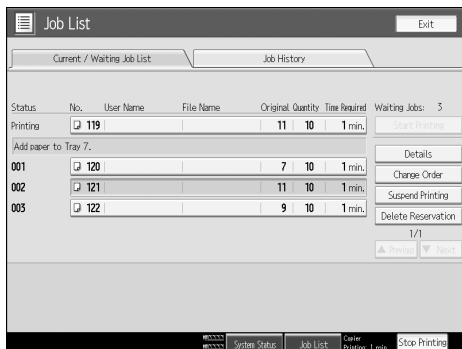 Job List
Exit
Current / Waiting Job List
Job History
Status No. User Name File Name Original Quantity Time Required Waiting Jobs: 3
Printing 119 11 10 1 min. Start Printing
Add paper to Tray 7.
Details
001 120 7 10 1 min.
Change Order
002 121 11 10 1 min.
Suspend Printing
003 122 9 10 1 min.
Delete Reservation
1/1
Previous Next
System Status Job List Copier Stop Printing
Printing: 1 min.